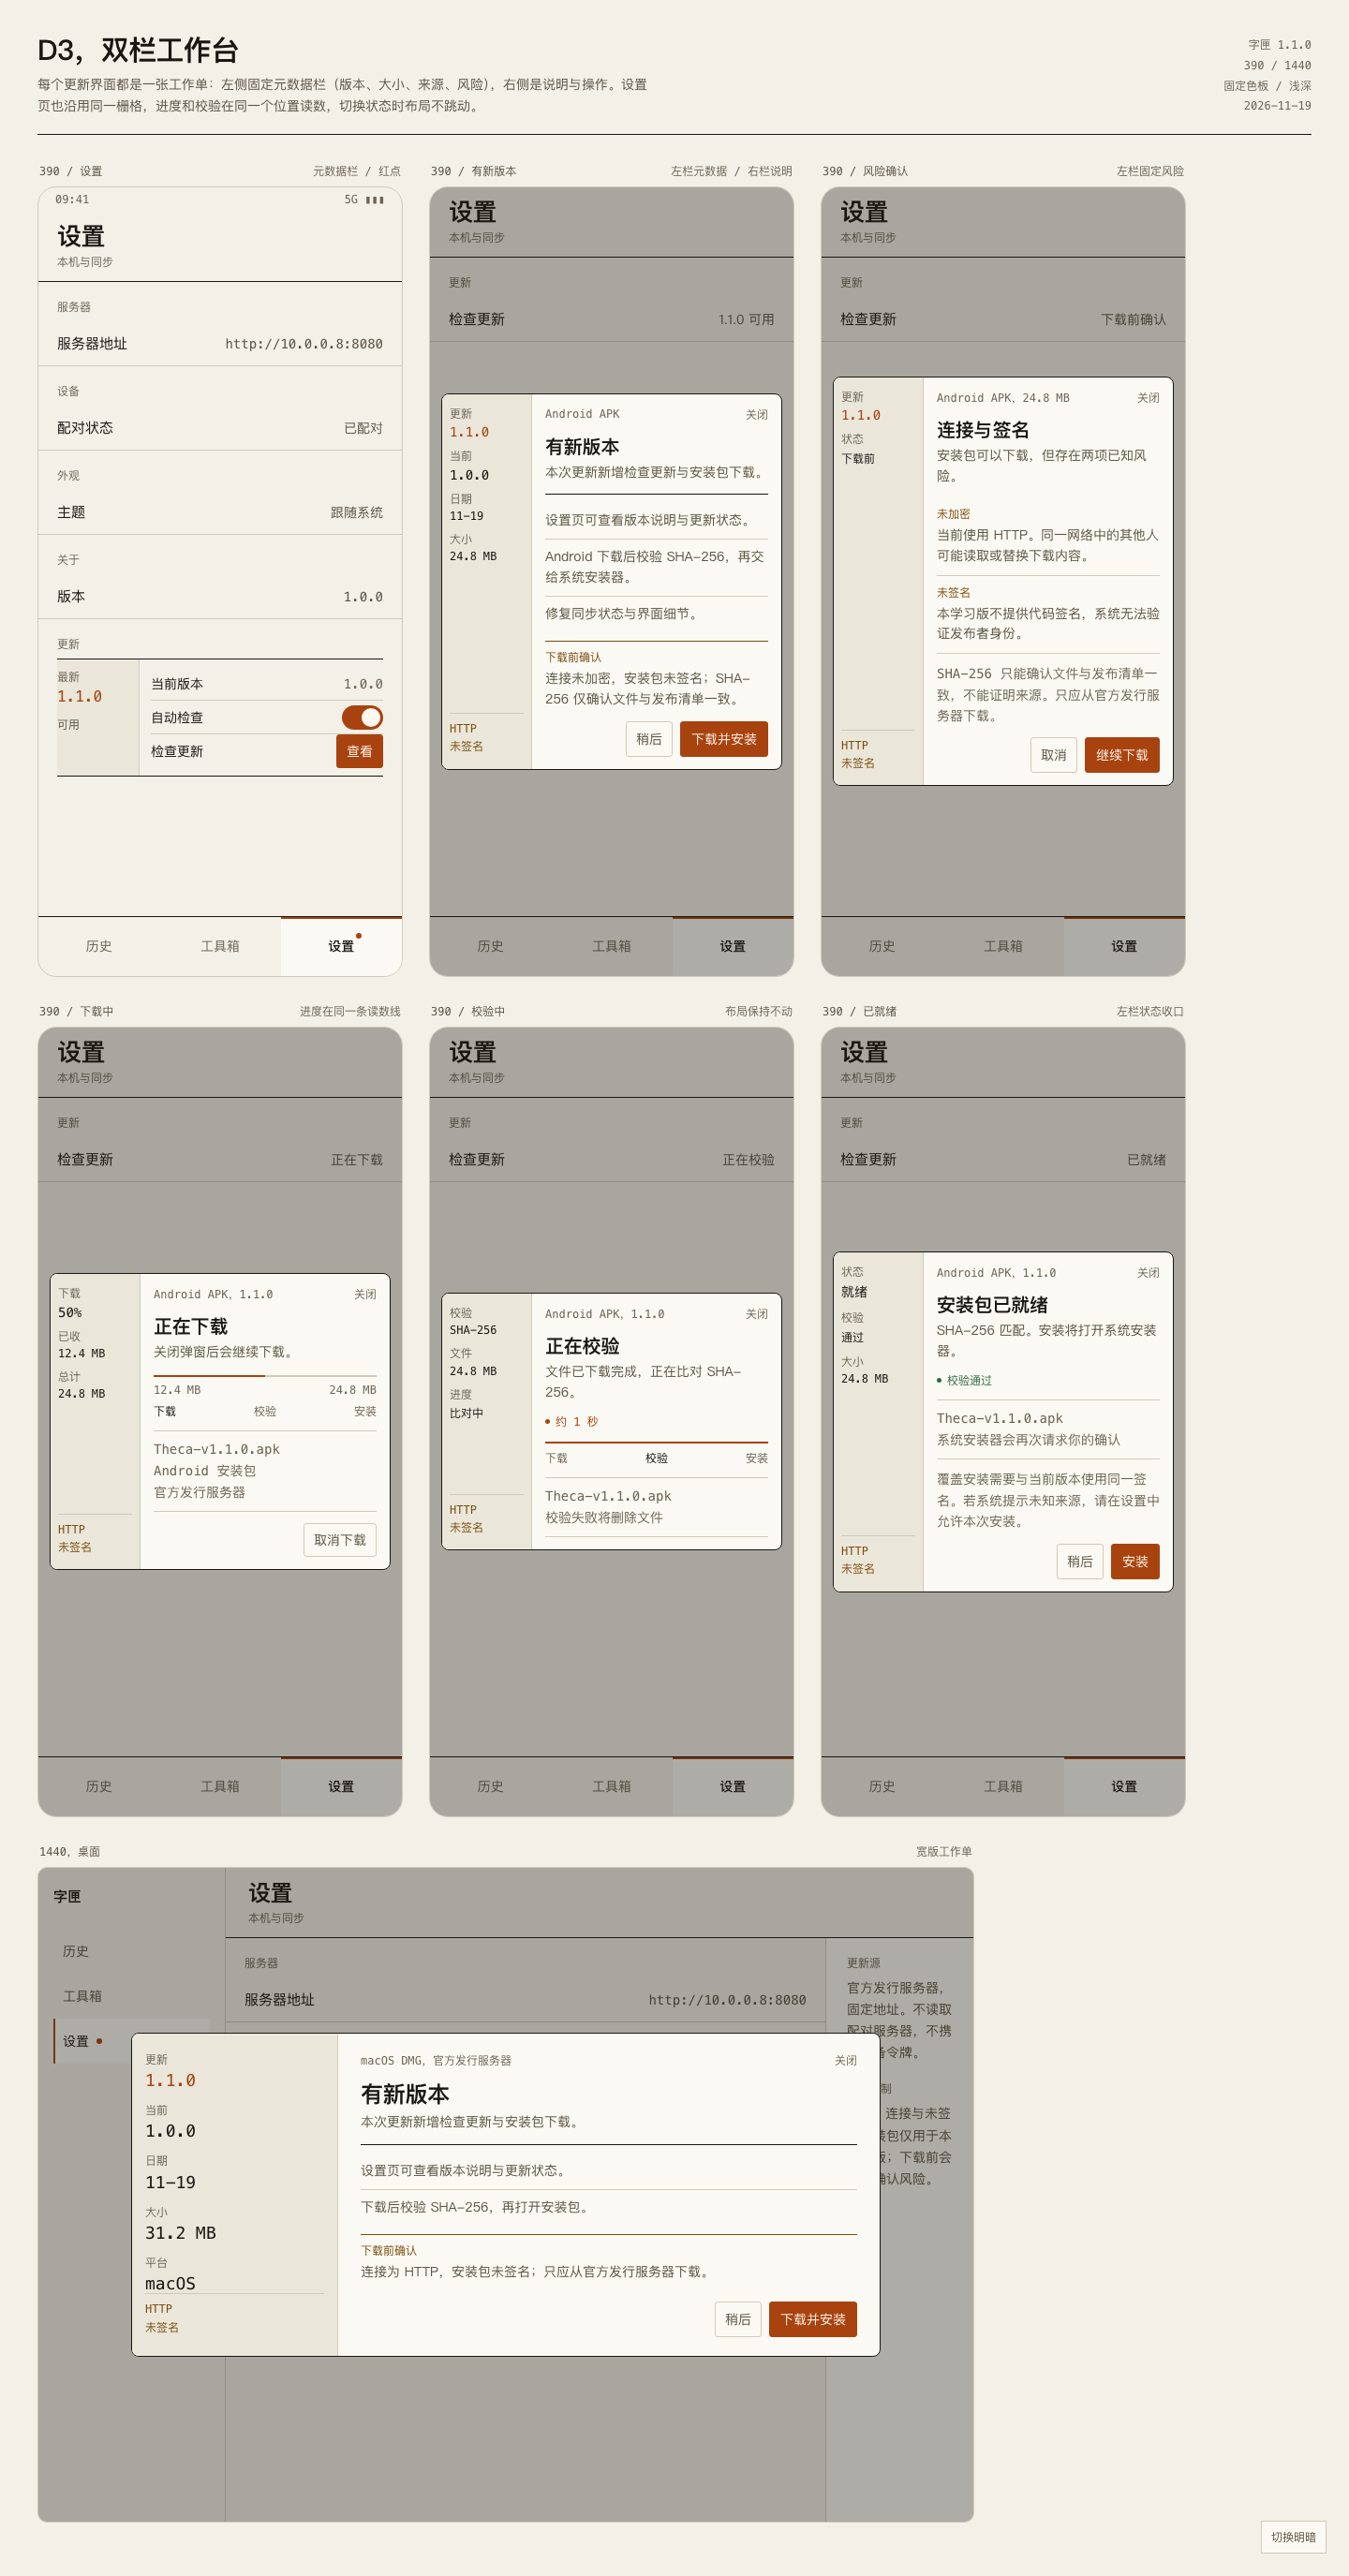 D3，双栏工作台
每个更新界面都是一张工作单：左侧固定元数据栏（版本、大小、来源、风险），右侧是说明与操作。设置
页也沿用同一栅格，进度和校验在同一个位置读数，切换状态时布局不跳动。
字匣 1.1.0
390 / 1440
固定色板 / 浅深
2026-11-19
390 / 设置
元数据栏 / 红点
09:41
5G
设置
本机与同步
服务器
服务器地址
http://10.0.0.8:8080
设备
配对状态
已配对
外观
主题
跟随系统
关于
版本
1.0.0
更新
最新
1.1.0
可用
当前版本
1.0.0
自动检查
检查更新
查看
历史
工具箱
设置
390 / 有新版本
左栏元数据 / 右栏说明
设置
本机与同步
更新
检查更新
1.1.0 可用
更新
1.1.0
当前
1.0.0
日期
11-19
大小
24.8 MB
HTTP
未签名
Android APK
关闭
有新版本
本次更新新增检查更新与安装包下载。
设置页可查看版本说明与更新状态。
Android 下载后校验 SHA-256，再交
给系统安装器。
修复同步状态与界面细节。
下载前确认
连接未加密，安装包未签名；SHA-
256 仅确认文件与发布清单一致。
稍后
下载并安装
历史
工具箱
设置
390 / 风险确认
左栏固定风险
设置
本机与同步
更新
检查更新
下载前确认
更新
1.1.0
状态
下载前
HTTP
未签名
Android APK，24.8 MB
关闭
连接与签名
安装包可以下载，但存在两项已知风
险。
未加密
当前使用 HTTP。同一网络中的其他人
可能读取或替换下载内容。
未签名
本学习版不提供代码签名，系统无法验
证发布者身份。
SHA-256 只能确认文件与发布清单一
致，不能证明来源。只应从官方发行服
务器下载。
取消
继续下载
历史
工具箱
设置
390 / 下载中
进度在同一条读数线
设置
本机与同步
更新
检查更新
正在下载
下载
50%
已收
12.4 MB
总计
24.8 MB
HTTP
未签名
Android APK，1.1.0
关闭
正在下载
关闭弹窗后会继续下载。
12.4 MB
24.8 MB
下载
校验
安装
Theca-v1.1.0.apk
Android 安装包
官方发行服务器
取消下载
历史
工具箱
设置
390 / 校验中
布局保持不动
设置
本机与同步
更新
检查更新
正在校验
校验
SHA-256
文件
24.8 MB
进度
比对中
HTTP
未签名
Android APK，1.1.0
关闭
正在校验
文件已下载完成，正在比对 SHA-
256。
约 1 秒
下载
校验
安装
Theca-v1.1.0.apk
校验失败将删除文件
历史
工具箱
设置
390 / 已就绪
左栏状态收口
设置
本机与同步
更新
检查更新
已就绪
状态
就绪
校验
通过
大小
24.8 MB
HTTP
未签名
Android APK，1.1.0
关闭
安装包已就绪
SHA-256 匹配。安装将打开系统安装
器。
校验通过
Theca-v1.1.0.apk
系统安装器会再次请求你的确认
覆盖安装需要与当前版本使用同一签
名。若系统提示未知来源，请在设置中
允许本次安装。
稍后
安装
历史
工具箱
设置
1440，桌面
宽版工作单
字匣
历史
工具箱
设置
设置
本机与同步
服务器
服务器地址
http://10.0.0.8:8080
更新源
官方发行服务器，
固定地址。不读取
配对服务器，不携
备令牌。
制
连接与未签
装包仅用于本
版；下载前会
确认风险。
更新
1.1.0
当前
1.0.0
日期
11-19
大小
31.2 MB
平台
macOS
HTTP
未签名
macOS DMG，官方发行服务器
关闭
有新版本
本次更新新增检查更新与安装包下载。
设置页可查看版本说明与更新状态。
下载后校验 SHA-256，再打开安装包。
下载前确认
连接为 HTTP，安装包未签名；只应从官方发行服务器下载。
稍后
下载并安装
切换明暗